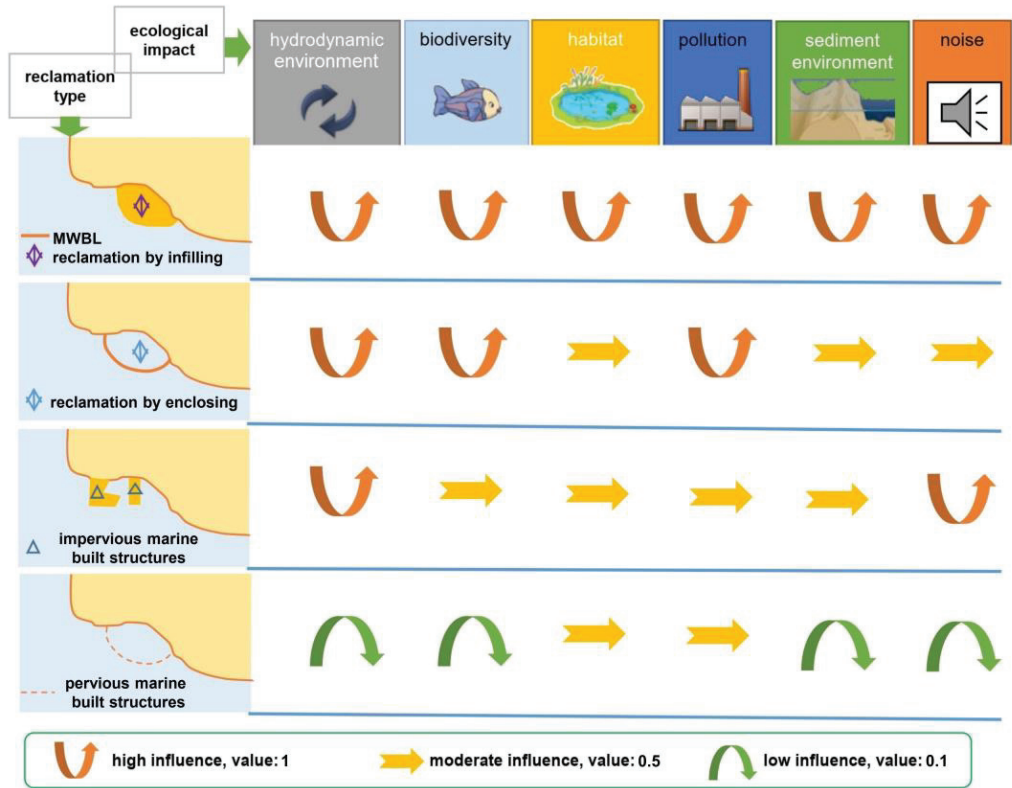 ecological
impact
reclamation
type
hydrodynamic
environment
biodiversity
habitat
pollution
sediment
environment
noise
MWBL
reclamation by infilling
reclamation by enclosing
impervious marine
built structures
pervious marine
built structures
high influence, value: 1
moderate influence, value: 0.5
low influence, value: 0.1